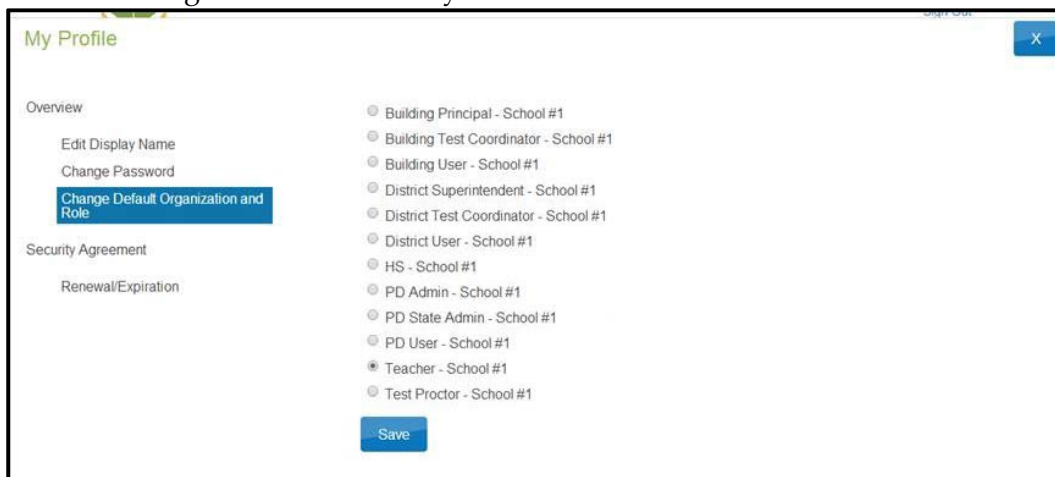 Sign Out
My Profile
X
Overview
Edit Display Name
Change Password
Change Default Organization and
Role
Security Agreement
Renewal/Expiration
Building Principal - School #1
Building Test Coordinator - School #1
Building User - School #1
District Superintendent - School #1
District Test Coordinator - School #1
District User - School #1
HS - School #1
PD Admin - School #1
PD State Admin - School #1
PD User - School #1
Teacher - School #1
Test Proctor - School #1
Save